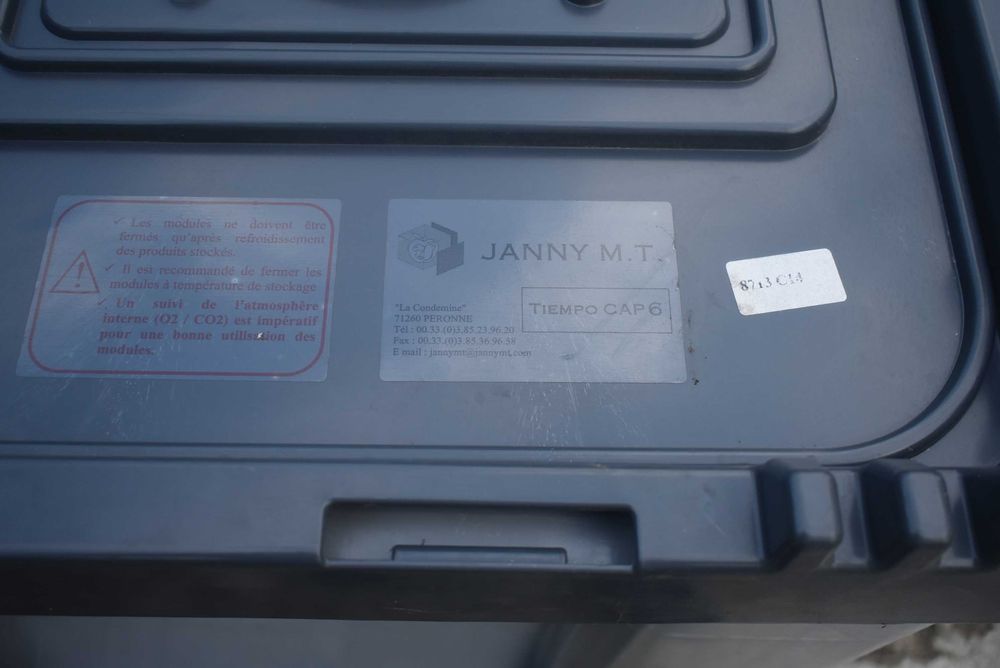 ✓ Les modules ne doivent être
fermés qu'après refroidissement
des produits stockés.
✓ Il est recommandé de fermer les
modules à température de stockage
✓ Un suivi de l'atmosphère
interne (O2 / CO2) est impératif
pour une bonne utilisation des
modules.
JANNY M.T.
TIEMPO CAP 6
"La Condemine"
71260 PERONNE
Tél : 00.33.(0)3.85.23.96.20
Fax : 00.33.(0)3.85.36.96.58
E mail : jannymt@jannymt.com
8713 C14